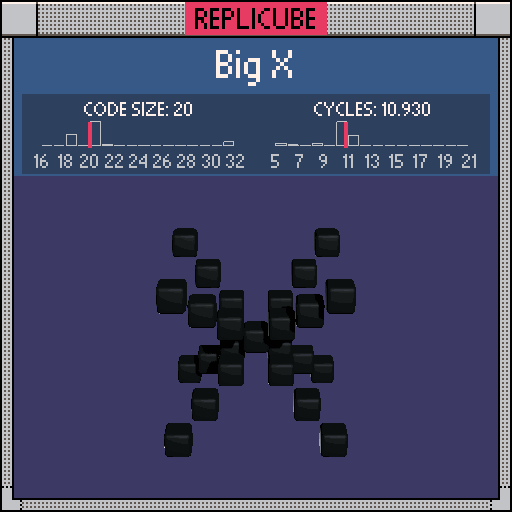 REPLICUBE
Big X
CODE SIZE: 20
CYCLES: 10.930
16 18 20 22 24 26 28 30 32
5 7 9 11 13 15 17 19 21